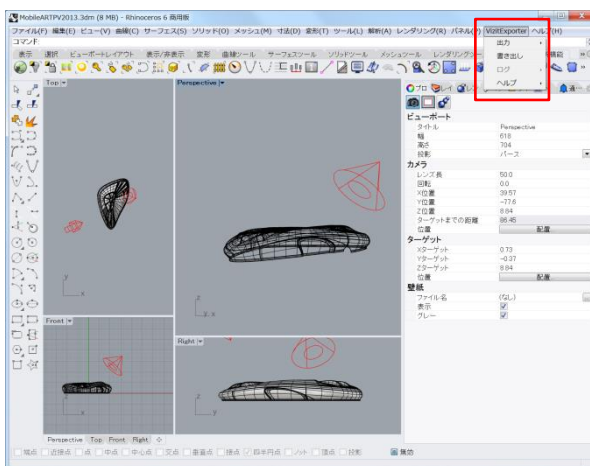 MobileARTPV2013.3dm (8 MB) - Rhinoceros 6 商用版
ファイル(F) 編集(E) ビュー(V) 曲線(C) サーフェス(S) ソリッド(O) メッシュ(M) 寸法(D) 変形(T) ツール(L) 解析(A) レンダリング(R) パネル(P) VizitExporter ヘルプ(H)
コマンド:
表示 選択 ビューポートレイアウト 表示/非表示 変形 曲線ツール サーフェスツール ソリッドツール メッシュツール レンダリングツール
出力
書き出し
ログ
ヘルプ
Top
Perspective
Front
Right
プロ レイ
ビューポート
タイトル Perspective
幅 618
高さ 704
投影 パース
カメラ
レンズ長 50.0
回転 0.0
X位置 39.57
Y位置 -77.6
Z位置 8.84
ターゲットまでの距離 86.45
位置 配置...
ターゲット
Xターゲット 0.73
Yターゲット -0.37
Zターゲット 8.84
位置 配置...
壁紙
ファイル名 (なし)
表示
グレー
Perspective Top Front Right
端点 近接点 点 中点 中心点 交点 垂直点 接点 四半円点 ノット 頂点 投影 無効